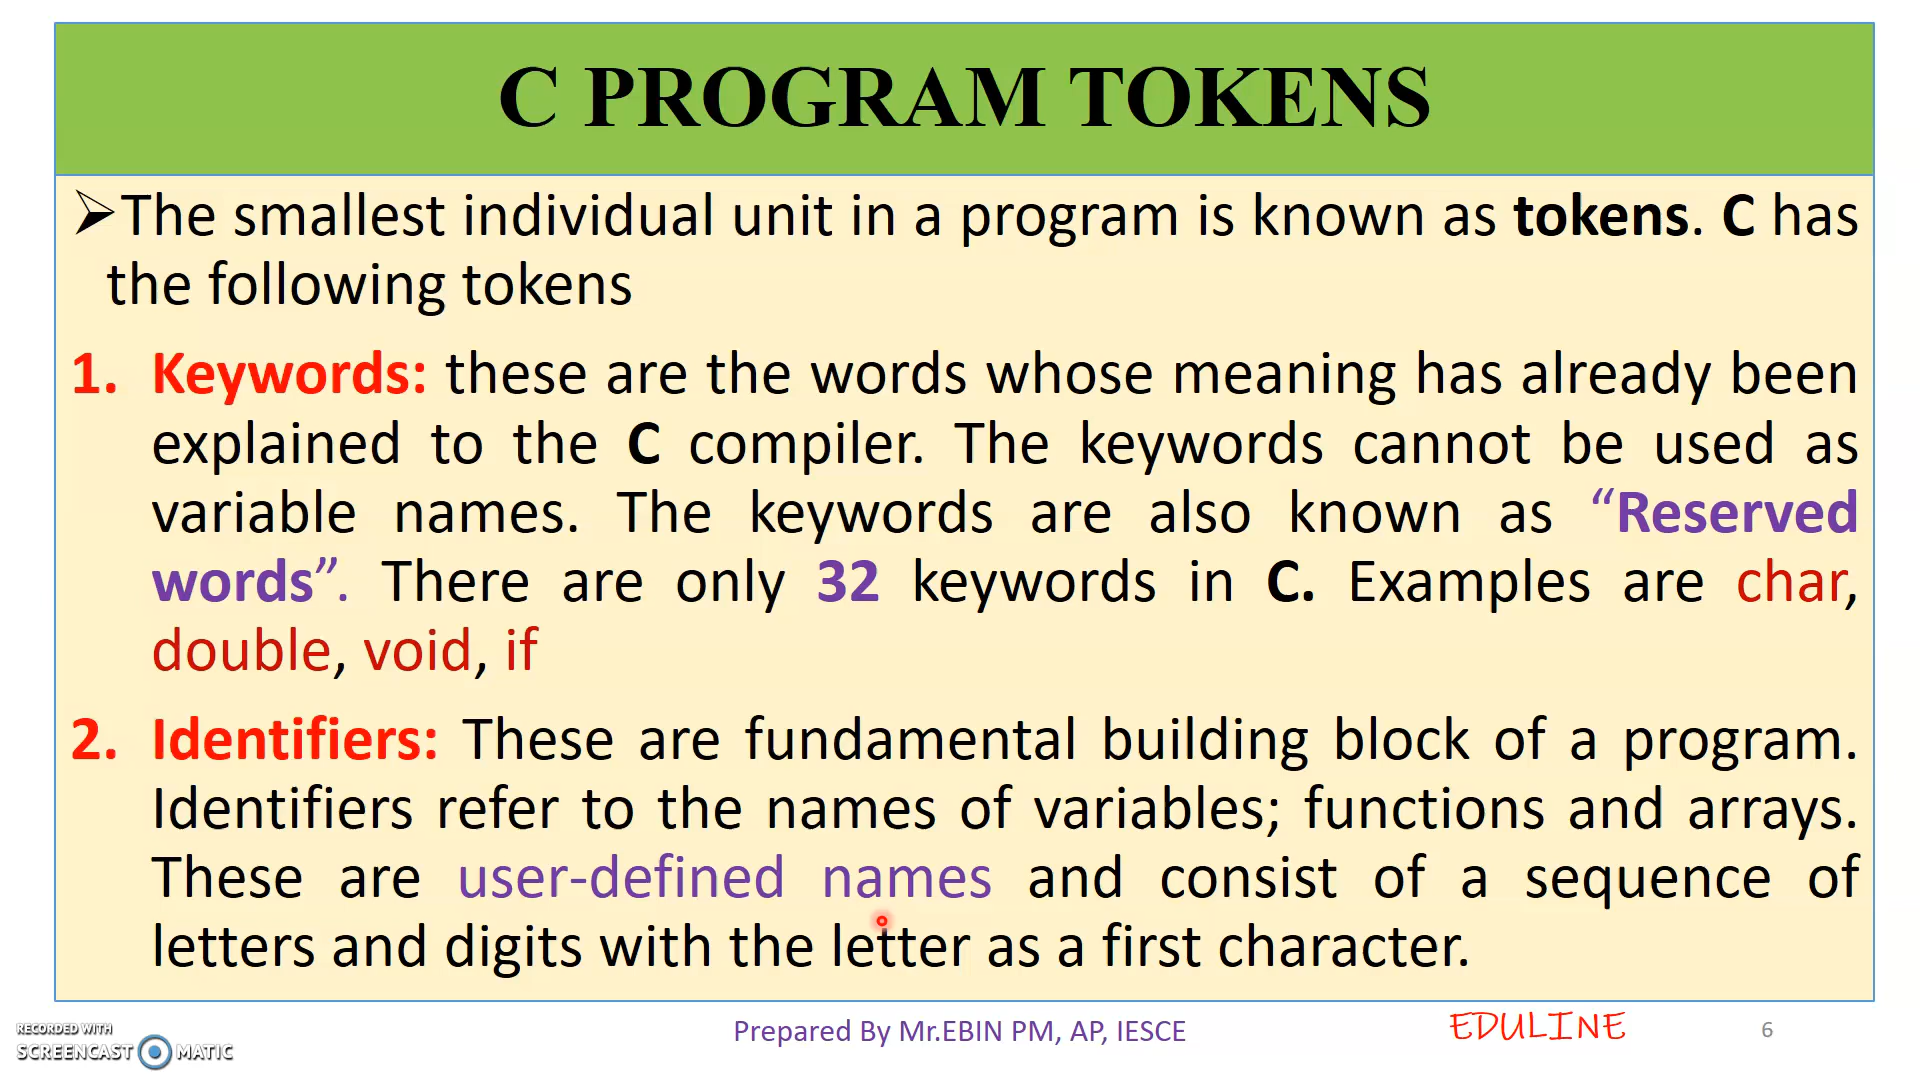 C PROGRAM TOKENS
➢The smallest individual unit in a program is known as tokens. C has
the following tokens
1. Keywords: these are the words whose meaning has already been
explained to the C compiler. The keywords cannot be used as
variable names. The keywords are also known as “Reserved
words”. There are only 32 keywords in C. Examples are char,
double, void, if
2. Identifiers: These are fundamental building block of a program.
Identifiers refer to the names of variables; functions and arrays.
These are user-defined names and consist of a sequence of
letters and digits with the letter as a first character.
RECORDED WITH
SCREENCAST MATIC
Prepared By Mr.EBIN PM, AP, IESCE
EDULINE
6